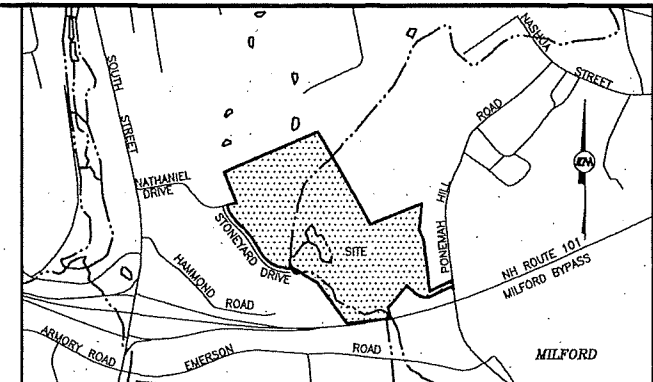 NASHUA
STREET
SOUTH
STREET
ROAD
NATHANIEL
DRIVE
HILL
PONEMAH
STONEYARD DRIVE
SITE
HAMMOND
ROAD
NH ROUTE 101
MILFORD BYPASS
ARMORY ROAD
EMERSON
ROAD
MILFORD